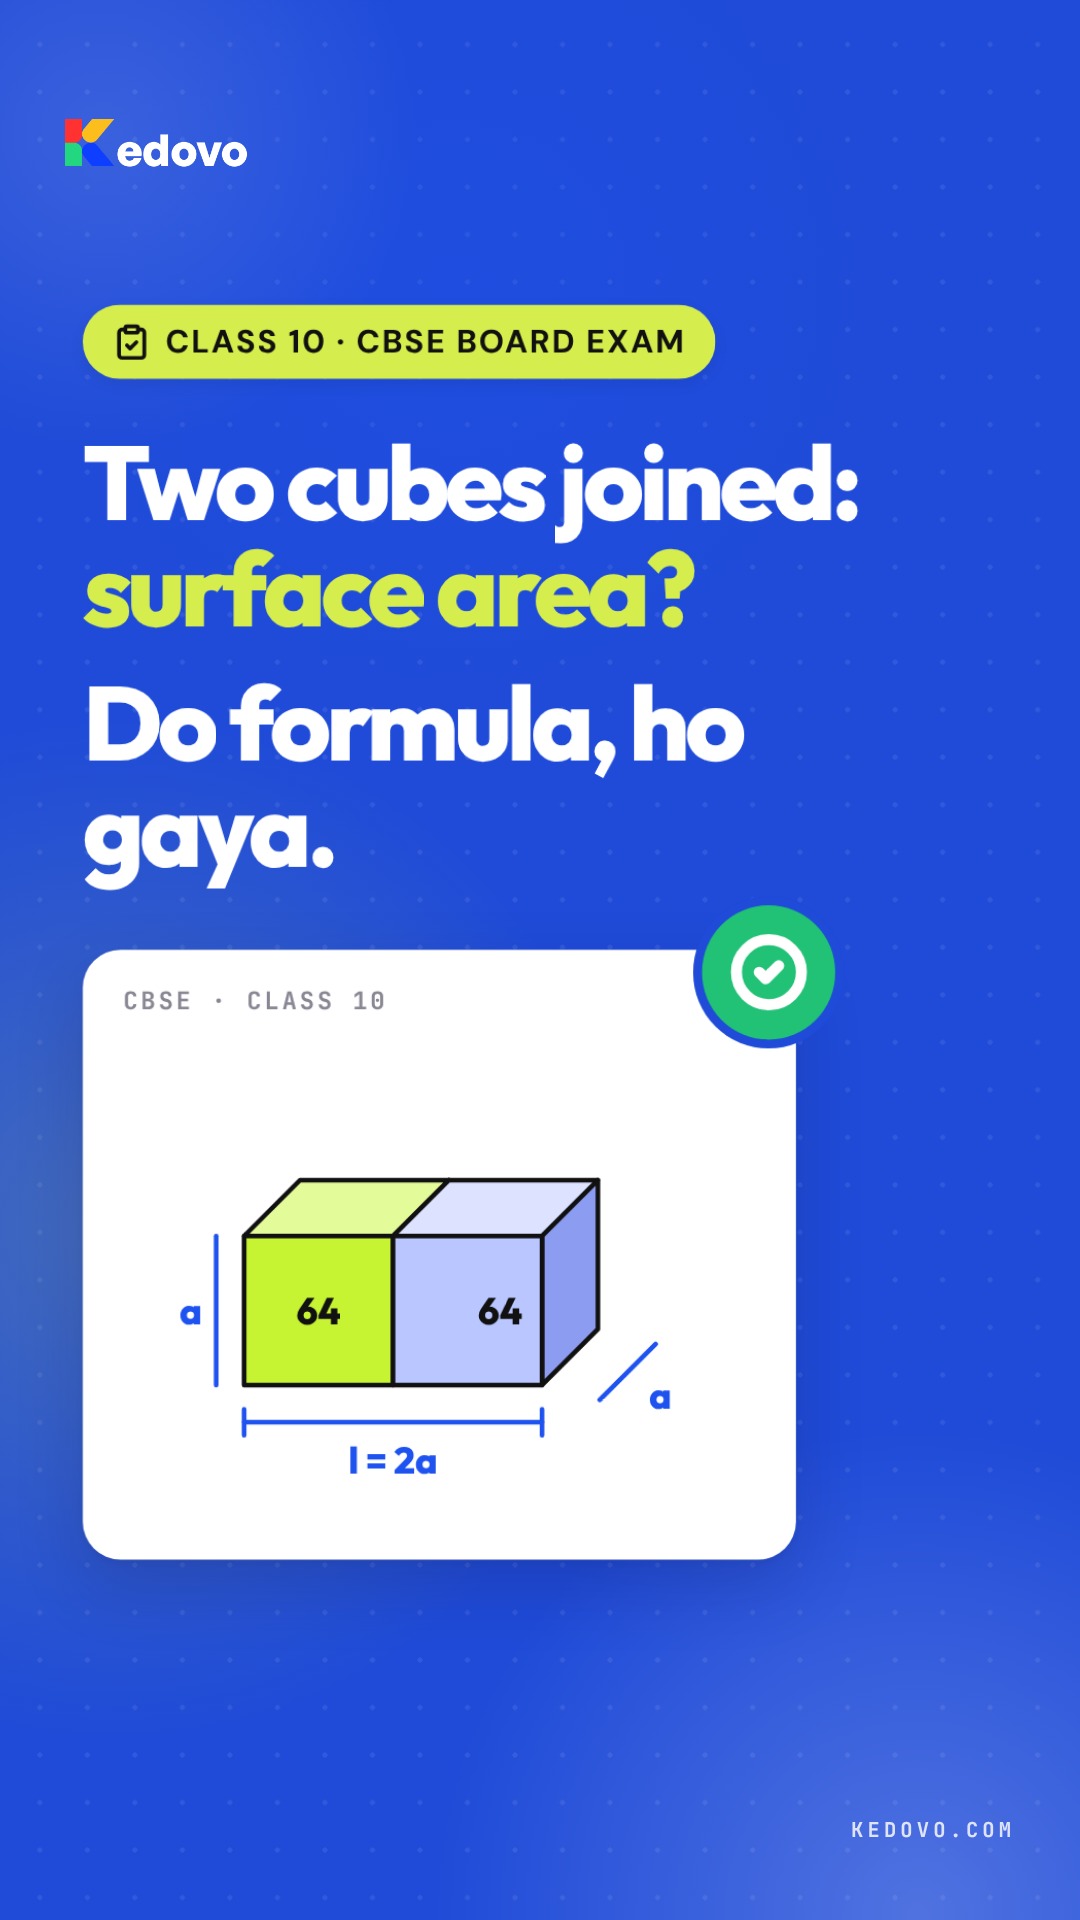 Kedovo
CLASS 10 · CBSE BOARD EXAM
Two cubes joined:
surface area?
Do formula, ho
gaya.
CBSE · CLASS 10
64 64
a
a
l = 2a
KEDOVO.COM